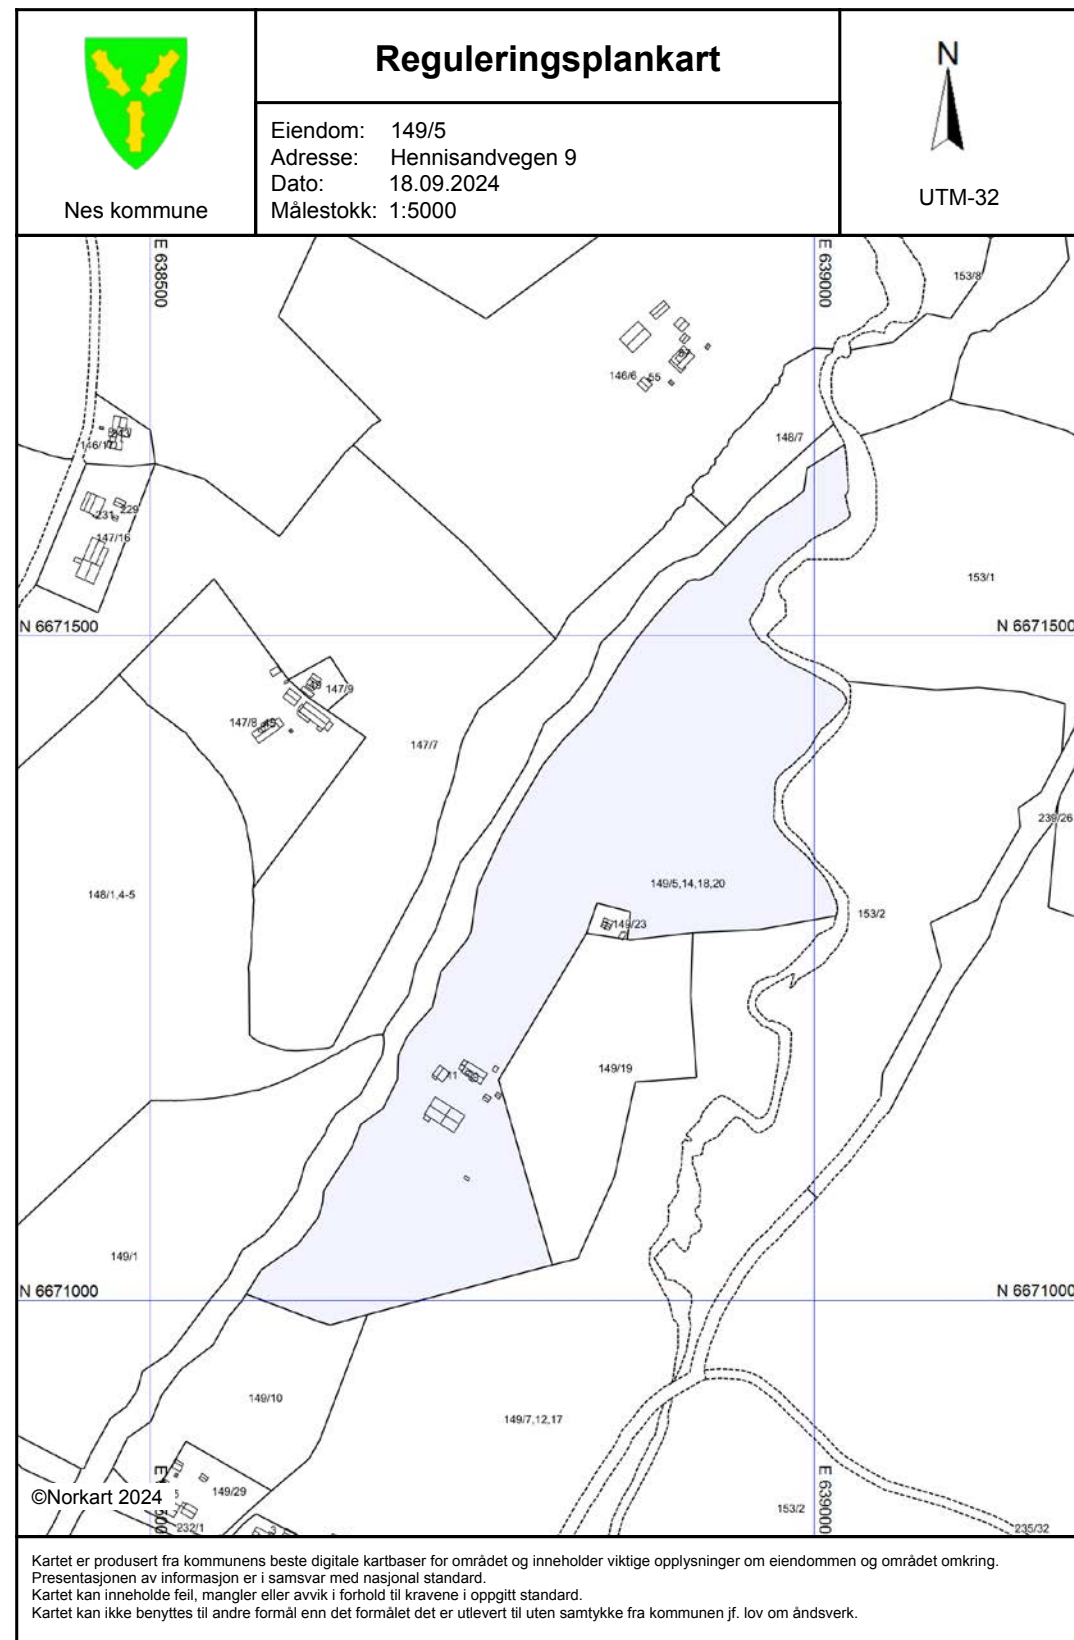 Reguleringsplankart
Nes kommune
Eiendom: 149/5
Adresse: Hennisandvegen 9
Dato: 18.09.2024
Målestokk: 1:5000
N
UTM-32
E 638500
E 639000
153/8
146/6
55
148/7
146/17
231
229
147/16
153/1
N 6671500
N 6671500
147/9
147/8
45
147/7
239/26
149/5,14,18,20
148/1,4-5
153/2
149/23
149/19
11
149/1
N 6671000
N 6671000
149/10
149/7,12,17
149/29
153/2
E 639000
©Norkart 2024
5
232/1
3
235/32
Kartet er produsert fra kommunens beste digitale kartbaser for området og inneholder viktige opplysninger om eiendommen og området omkring.
Presentasjonen av informasjon er i samsvar med nasjonal standard.
Kartet kan inneholde feil, mangler eller avvik i forhold til kravene i oppgitt standard.
Kartet kan ikke benyttes til andre formål enn det formålet det er utlevert til uten samtykke fra kommunen jf. lov om åndsverk.